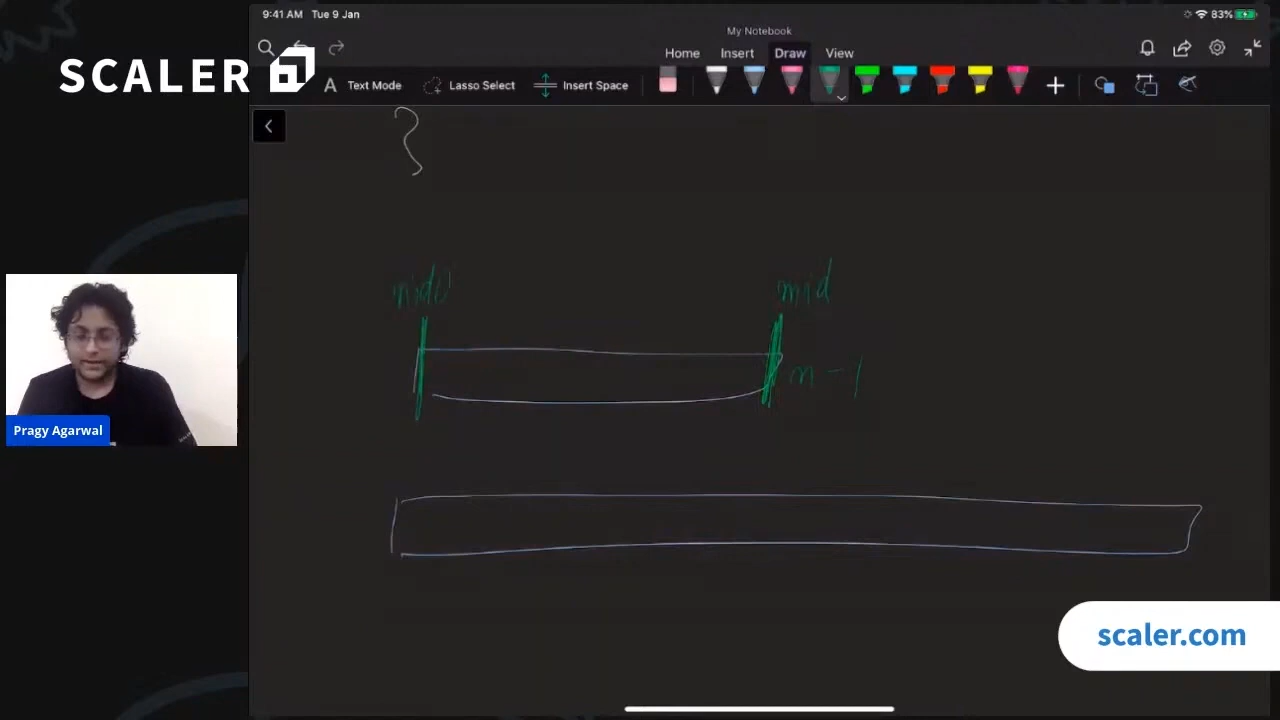 9:41 AM Tue 9 Jan
83%
My Notebook
Home Insert Draw View
SCALER
Text Mode Lasso Select Insert Space
mid
mid
n - 1
Pragy Agarwal
scaler.com